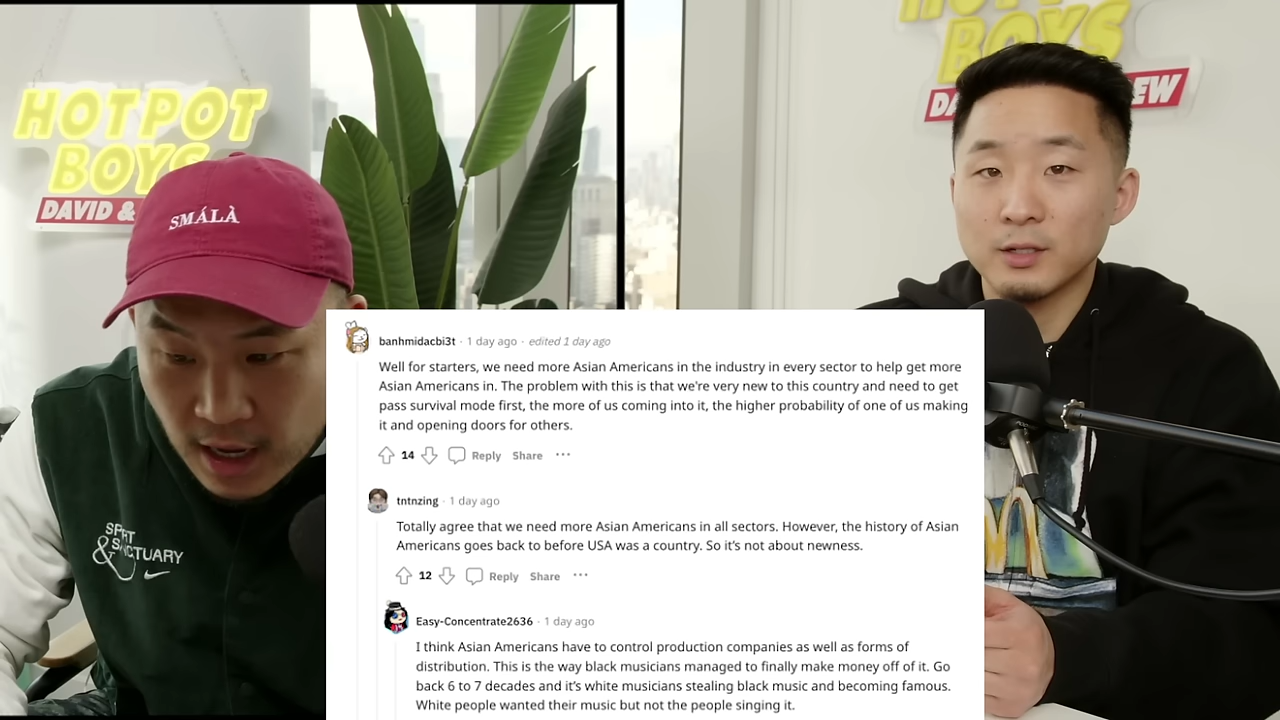 HOTPOT
BOYS
DAVID &
SMÁLÀ
SP RIT
& SANCTUARY
BOYS
DA EW
banhmidacbi3t · 1 day ago · edited 1 day ago
Well for starters, we need more Asian Americans in the industry in every sector to help get more
Asian Americans in. The problem with this is that we're very new to this country and need to get
pass survival mode first, the more of us coming into it, the higher probability of one of us making
it and opening doors for others.
14 Reply Share ...
tntnzing · 1 day ago
Totally agree that we need more Asian Americans in all sectors. However, the history of Asian
Americans goes back to before USA was a country. So it's not about newness.
12 Reply Share ...
Easy-Concentrate2636 · 1 day ago
I think Asian Americans have to control production companies as well as forms of
distribution. This is the way black musicians managed to finally make money off of it. Go
back 6 to 7 decades and it's white musicians stealing black music and becoming famous.
White people wanted their music but not the people singing it.